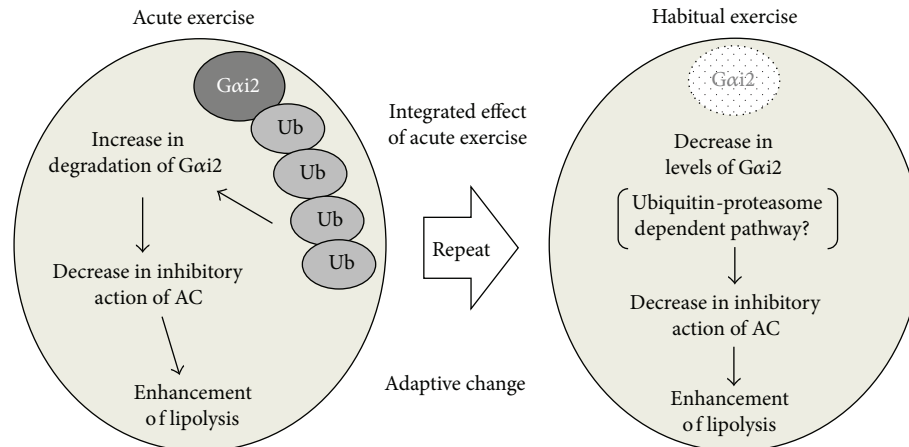 Acute exercise
Gαi2
Ub
Ub
Ub
Ub
Increase in
degradation of Gαi2
Decrease in inhibitory
action of AC
Enhancement
of lipolysis
Integrated effect
of acute exercise
Repeat
Adaptive change
Habitual exercise
Gαi2
Decrease in
levels of Gαi2
Ubiquitin-proteasome
dependent pathway?
Decrease in inhibitory
action of AC
Enhancement
of lipolysis